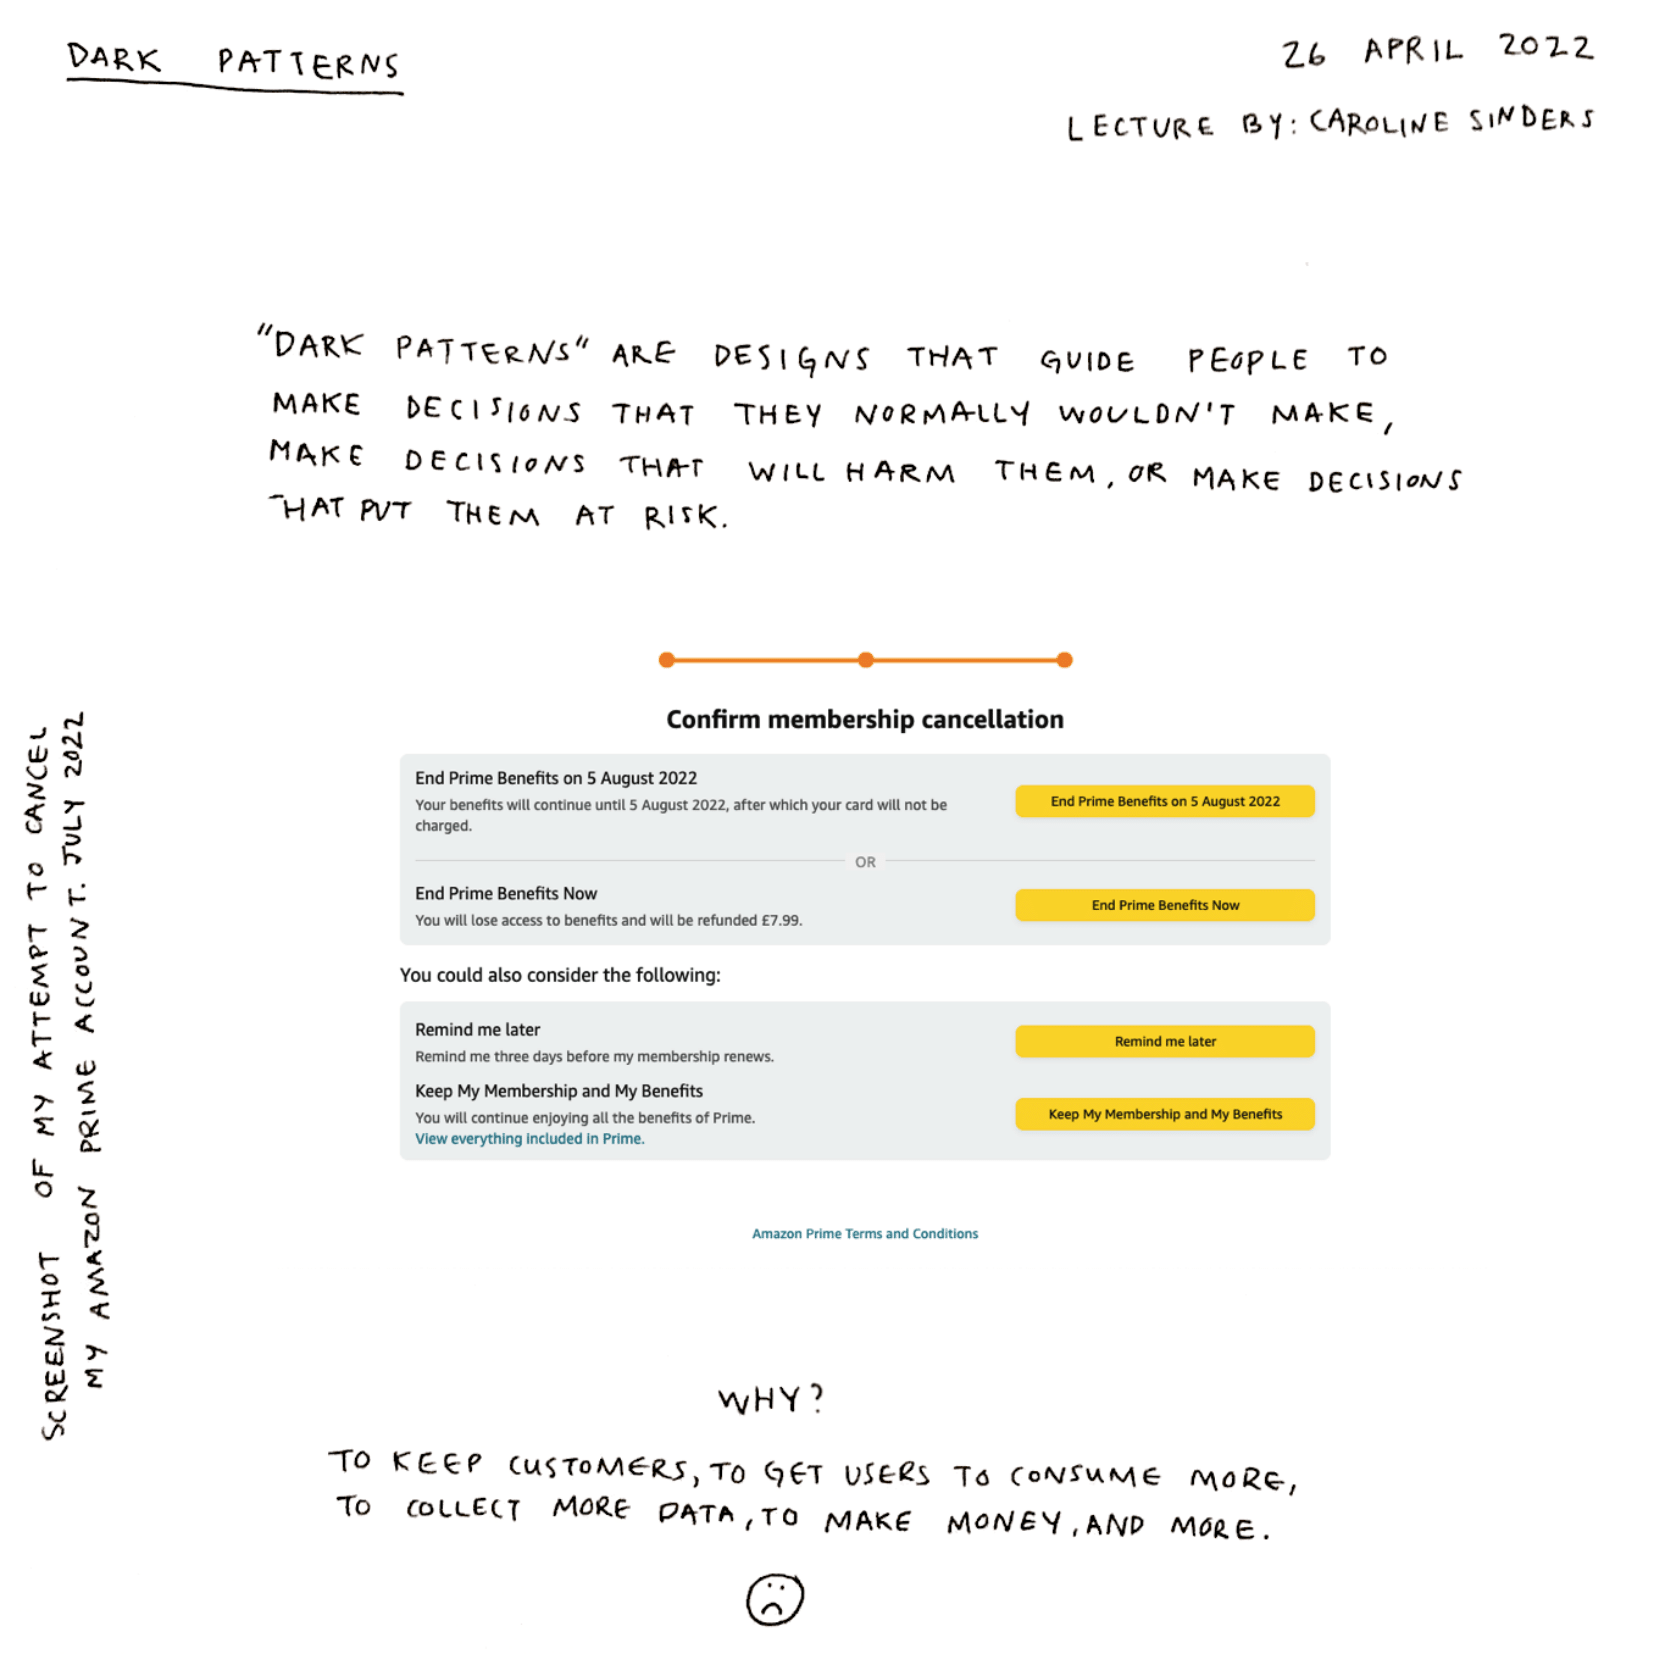 DARK PATTERNS
26 APRIL 2022
LECTURE BY: CAROLINE SINDERS
"DARK PATTERNS" ARE DESIGNS THAT GUIDE PEOPLE TO
MAKE DECISIONS THAT THEY NORMALLY WOULDN'T MAKE,
MAKE DECISIONS THAT WILL HARM THEM, OR MAKE DECISIONS
THAT PUT THEM AT RISK.
SCREENSHOT OF MY ATTEMPT TO CANCEL
MY AMAZON PRIME ACCOUNT. JULY 2022
Confirm membership cancellation
End Prime Benefits on 5 August 2022
Your benefits will continue until 5 August 2022, after which your card will not be
charged.
End Prime Benefits on 5 August 2022
OR
End Prime Benefits Now
You will lose access to benefits and will be refunded £7.99.
End Prime Benefits Now
You could also consider the following:
Remind me later
Remind me three days before my membership renews.
Remind me later
Keep My Membership and My Benefits
You will continue enjoying all the benefits of Prime.
View everything included in Prime.
Keep My Membership and My Benefits
Amazon Prime Terms and Conditions
WHY?
TO KEEP CUSTOMERS, TO GET USERS TO CONSUME MORE,
TO COLLECT MORE DATA, TO MAKE MONEY, AND MORE.